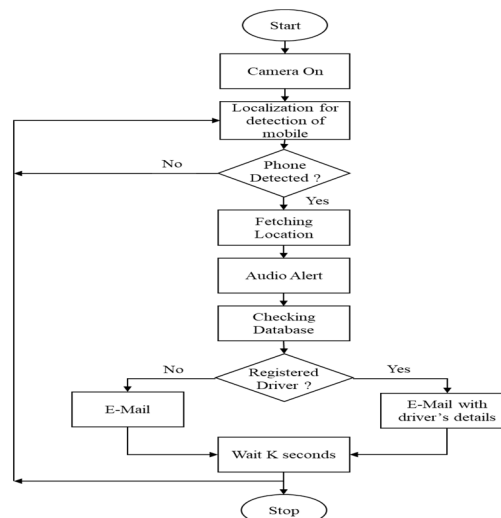 Start
Camera On
Localization for
detection of
mobile
No
Phone
Detected ?
Yes
Fetching
Location
Audio Alert
Checking
Database
No
Registered
Driver ?
Yes
E-Mail
E-Mail with
driver's details
Wait K seconds
Stop